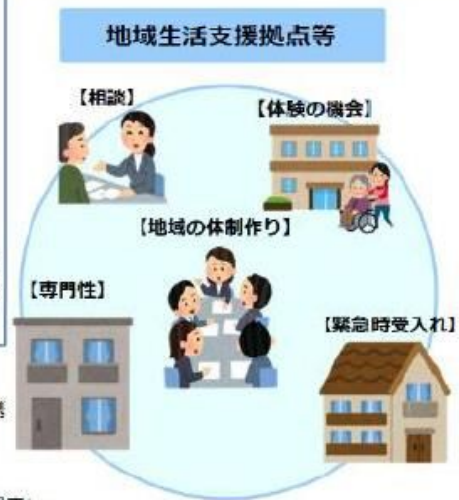 地域生活支援拠点等
【相談】
【体験の機会】
【地域の体制作り】
【専門性】
【緊急時受入れ】